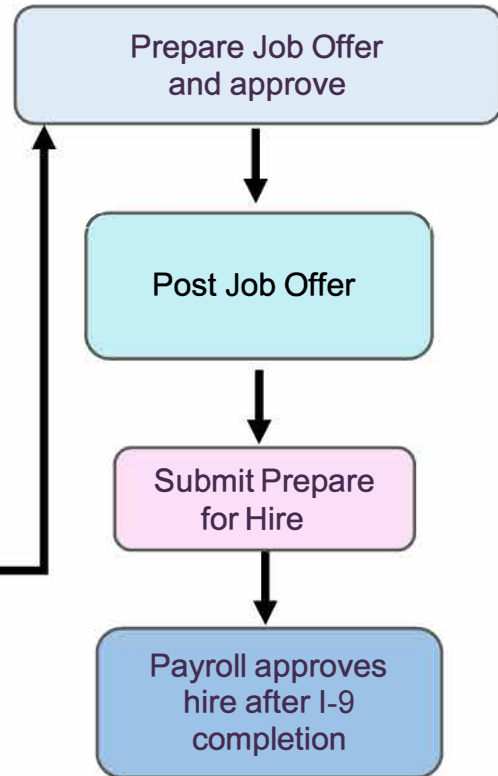 Prepare Job Offer
and approve
Post Job Offer
Submit Prepare
for Hire
Payroll approves
hire after I-9
completion